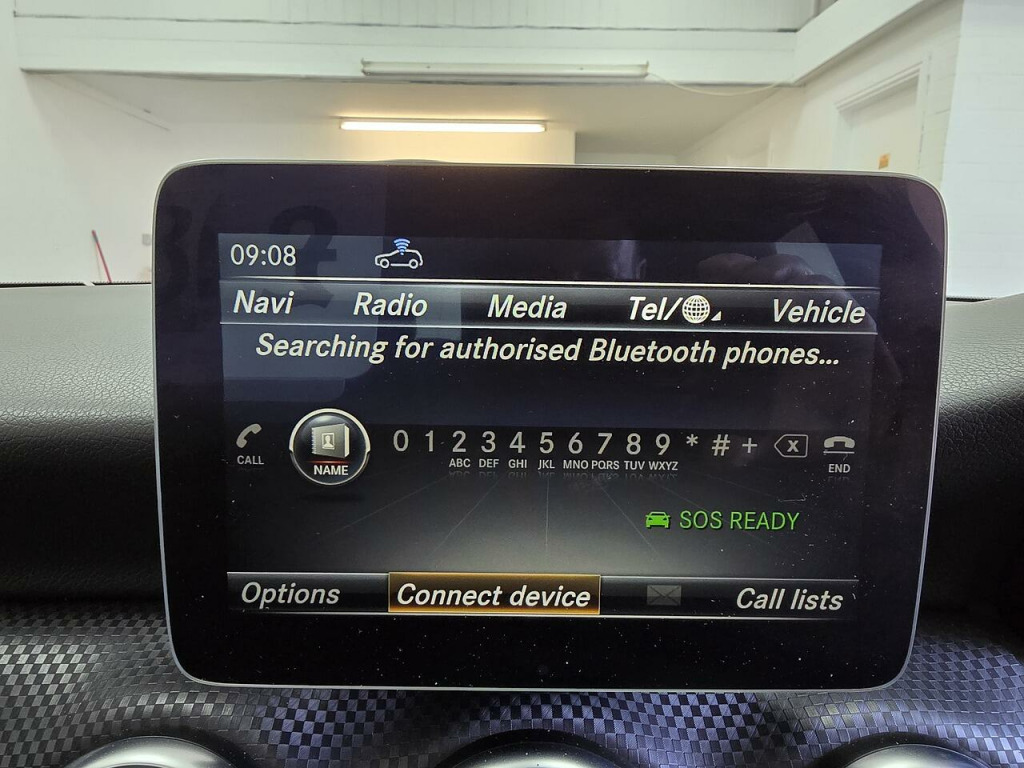 09:08
Navi Radio Media Tel/ Vehicle
Searching for authorised Bluetooth phones...
CALL NAME 0 1 2 3 4 5 6 7 8 9 * # + X END
ABC DEF GHI JKL MNO PQRS TUV WXYZ
SOS READY
Options Connect device Call lists